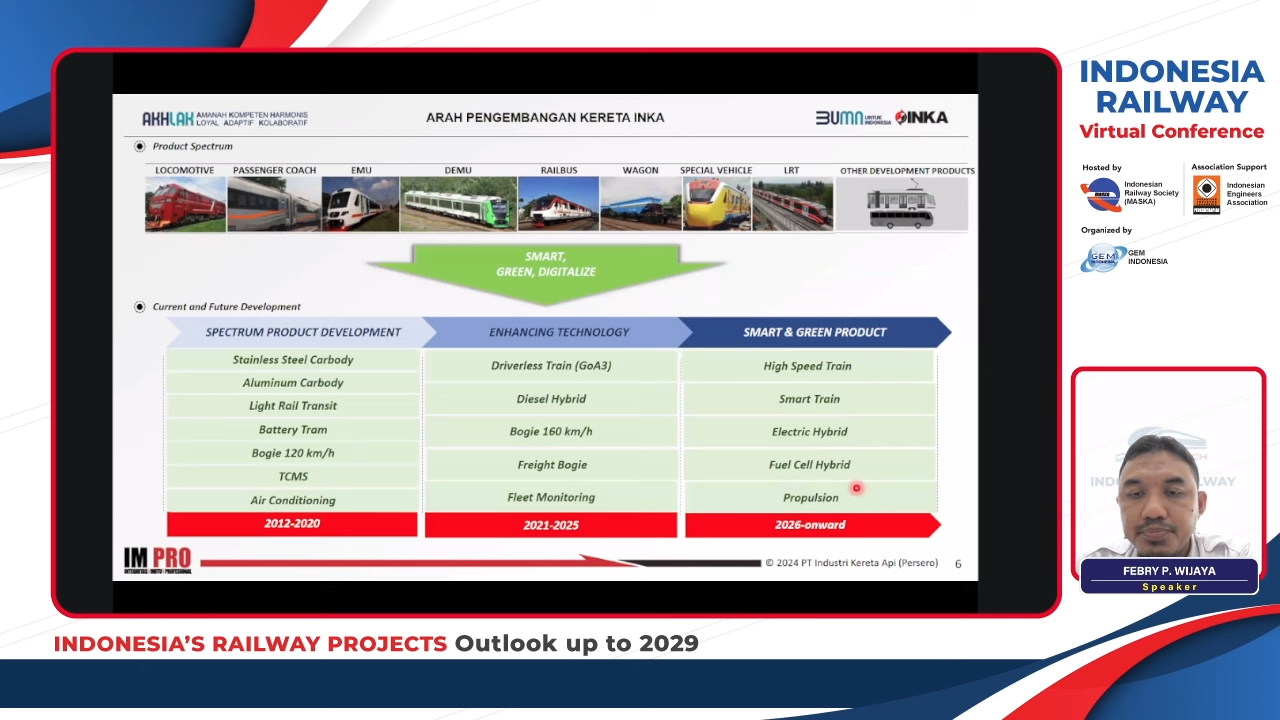 INDONESIA
RAILWAY
Virtual Conference
Hosted by
Indonesian
Railway Society
(MASKA)
Association Support
Indonesian
Engineers
Association
Organized by
GEM
INDONESIA
AKHLAK AMANAH KOMPETEN HARMONIS
LOYAL ADAPTIF KOLABORATIF
ARAH PENGEMBANGAN KERETA INKA
BUMN UNTUK
INDONESIA
INKA
Product Spectrum
LOCOMOTIVE PASSENGER COACH EMU DEMU RAILBUS WAGON SPECIAL VEHICLE LRT OTHER DEVELOPMENT PRODUCTS
SMART,
GREEN, DIGITALIZE
Current and Future Development
SPECTRUM PRODUCT DEVELOPMENT
Stainless Steel Carbody
Aluminum Carbody
Light Rail Transit
Battery Tram
Bogie 120 km/h
TCMS
Air Conditioning
2012-2020
ENHANCING TECHNOLOGY
Driverless Train (GoA3)
Diesel Hybrid
Bogie 160 km/h
Freight Bogie
Fleet Monitoring
2021-2025
SMART & GREEN PRODUCT
High Speed Train
Smart Train
Electric Hybrid
Fuel Cell Hybrid
Propulsion
2026-onward
IM PRO
© 2024 PT Industri Kereta Api (Persero) 6
FEBRY P. WIJAYA
Speaker
INDONESIA'S RAILWAY PROJECTS Outlook up to 2029